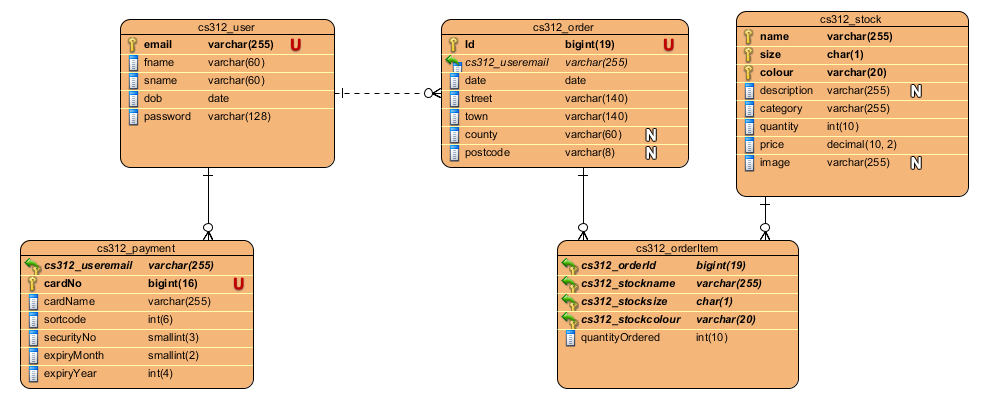 cs312_user
email varchar(255) U
fname varchar(60)
sname varchar(60)
dob date
password varchar(128)
cs312_order
Id bigint(19) U
cs312_useremail varchar(255)
date date
street varchar(140)
town varchar(140)
county varchar(60) N
postcode varchar(8) N
cs312_stock
name varchar(255)
size char(1)
colour varchar(20)
description varchar(255) N
category varchar(255)
quantity int(10)
price decimal(10, 2)
image varchar(255) N
cs312_payment
cs312_useremail varchar(255)
cardNo bigint(16) U
cardName varchar(255)
sortcode int(6)
securityNo smallint(3)
expiryMonth smallint(2)
expiryYear int(4)
cs312_orderItem
cs312_orderId bigint(19)
cs312_stockname varchar(255)
cs312_stocksize char(1)
cs312_stockcolour varchar(20)
quantityOrdered int(10)